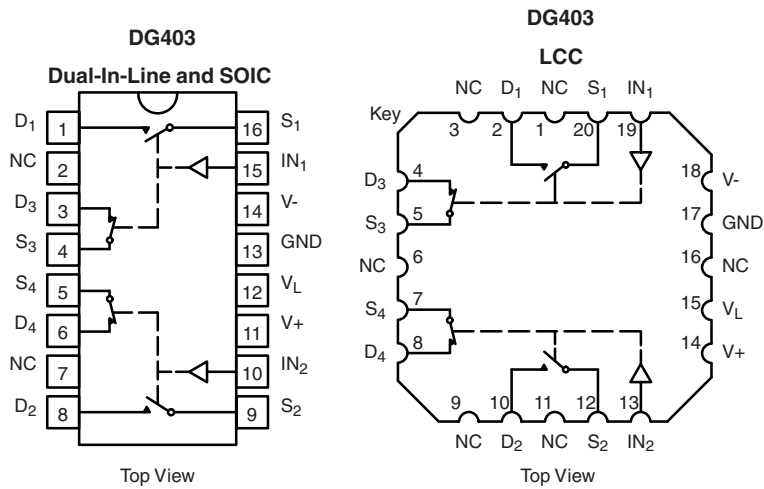 DG403
Dual-In-Line and SOIC
D1 1 16 S1
NC 2 15 IN1
D3 3 14 V-
S3 4 13 GND
S4 5 12 VL
D4 6 11 V+
NC 7 10 IN2
D2 8 9 S2
Top View
DG403
LCC
NC D1 NC S1 IN1
Key
3 2 1 20 19
D3 4 18 V-
S3 5 17 GND
NC 6 16 NC
S4 7 15 VL
D4 8 14 V+
9 10 11 12 13
NC D2 NC S2 IN2
Top View